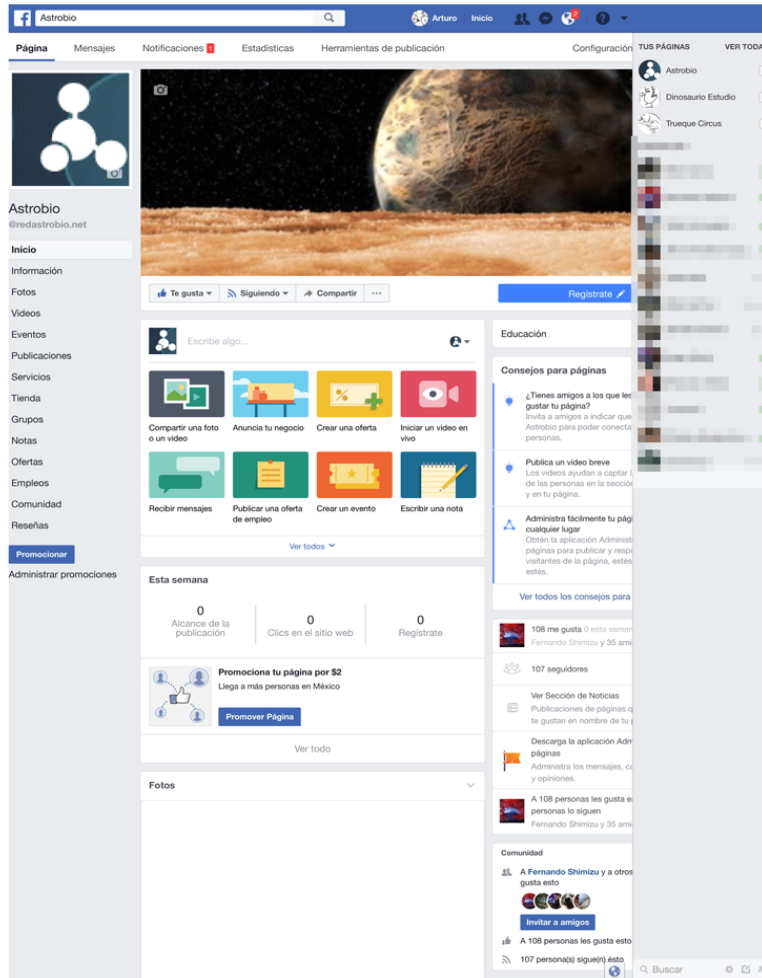 Astrobio
Arturo Inicio
2
Página Mensajes Notificaciones 1 Estadísticas Herramientas de publicación Configuración
TUS PÁGINAS VER TODA
Astrobio
Dinosaurio Estudio
Trueque Circus
Astrobio
@redastrobio.net
Inicio
Información
Fotos
Videos
Eventos
Publicaciones
Servicios
Tienda
Grupos
Notas
Ofertas
Empleos
Comunidad
Reseñas
Promocionar
Administrar promociones
Te gusta Siguiendo Compartir ...
Regístrate
Escribe algo...
Compartir una foto
o un video
Anuncia tu negocio
Crear una oferta
Iniciar un video en
vivo
Recibir mensajes
Publicar una oferta
de empleo
Crear un evento
Escribir una nota
Ver todos
Esta semana
0
Alcance de la
publicación
0
Clics en el sitio web
0
Regístrate
Promociona tu página por $2
Llega a más personas en México
Promover Página
Ver todo
Fotos
Educación
Consejos para páginas
¿Tienes amigos a los que les
gustar tu página?
Invita a amigos a indicar que
Astrobio para poder conecta
personas.
Publica un video breve
Los videos ayudan a captar l
de las personas en la sección
y en tu página.
Administra fácilmente tu pági
cualquier lugar
Obtén la aplicación Administ
páginas para publicar y respo
visitantes de la página, estés
estés.
Ver todos los consejos para
108 me gusta 0 esta seman
Fernando Shimizu y 35 ami
107 seguidores
Ver Sección de Noticias
Publicaciones de páginas q
te gustan en nombre de tu p
Descarga la aplicación Adm
páginas
Administra los mensajes, co
y opiniones.
A 108 personas les gusta es
personas lo siguen
Fernando Shimizu y 35 ami
Comunidad
A Fernando Shimizu y a otros
gusta esto
Invitar a amigos
A 108 personas les gusta esto
107 persona(s) sigue(n) ésto
Buscar